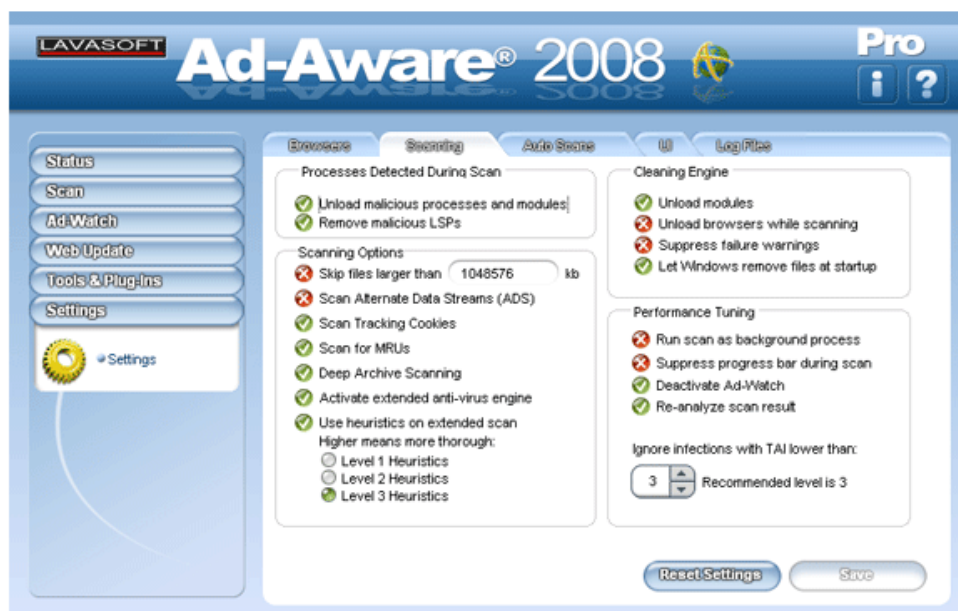 LAVASOFT
Ad-Aware® 2008
Pro
i ?
Status
Scan
Ad-Watch
Web Update
Tools & Plug-Ins
Settings
Settings
Browsers Scanning Auto Scans UI Log Files
Processes Detected During Scan
Unload malicious processes and modules
Remove malicious LSPs
Scanning Options
Skip files larger than 1048576 kb
Scan Alternate Data Streams (ADS)
Scan Tracking Cookies
Scan for MRUs
Deep Archive Scanning
Activate extended anti-virus engine
Use heuristics on extended scan
Higher means more thorough:
Level 1 Heuristics
Level 2 Heuristics
Level 3 Heuristics
Cleaning Engine
Unload modules
Unload browsers while scanning
Suppress failure warnings
Let Windows remove files at startup
Performance Tuning
Run scan as background process
Suppress progress bar during scan
Deactivate Ad-Watch
Re-analyze scan result
Ignore infections with TAI lower than:
3 Recommended level is 3
Reset Settings Save